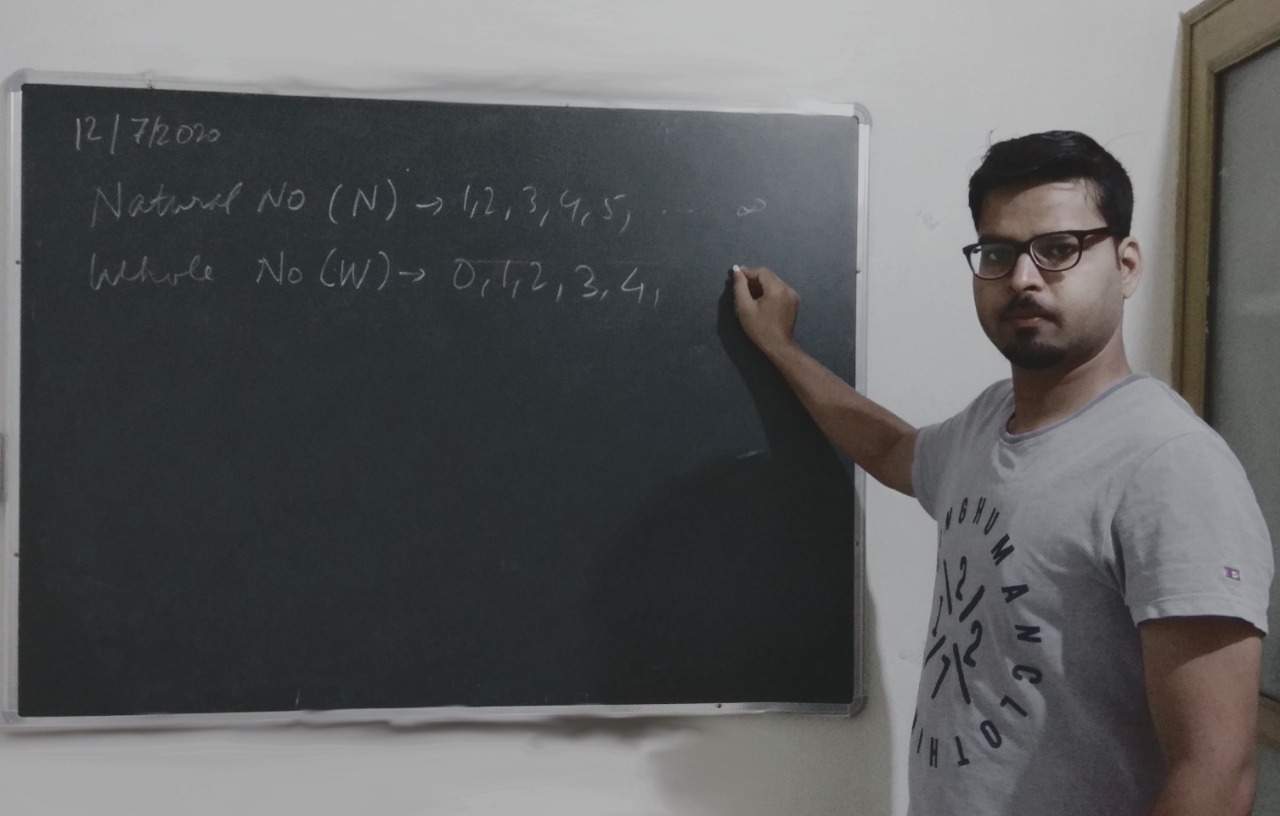 12/7/2020
Natural No (N) → 1,2,3,4,5, ..... ∞
Whole No (W) → 0,1,2,3,4,